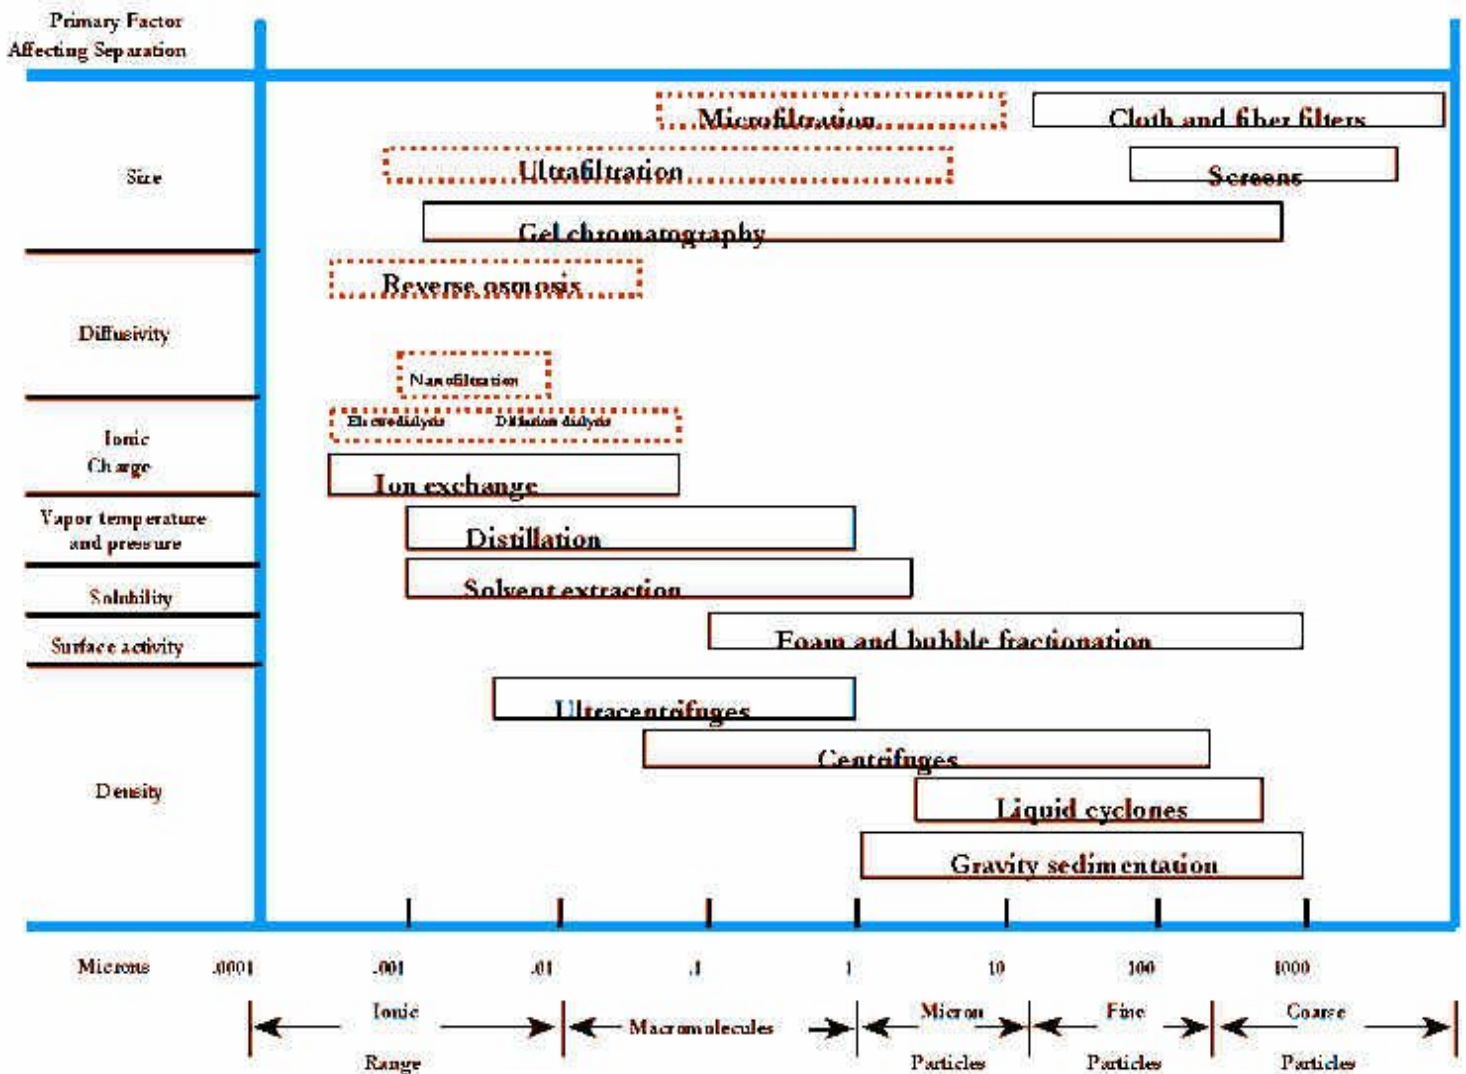 Primary Factor
Affecting Separation
Microfiltration
Cloth and fiber filters
Size
Ultrafiltration
Screens
Gel chromatography
Reverse osmosis
Diffusivity
Nanofiltration
Electrodialysis
Diffusion dialysis
Ionic
Charge
Ion exchange
Vapor temperature
and pressure
Distillation
Solubility
Solvent extraction
Surface activity
Foam and bubble fractionation
Ultracentrifuges
Centrifuges
Density
Liquid cyclones
Gravity sedimentation
Microns .0001 .001 .01 .1 1 10 100 1000
Ionic
Range
Macromolecules
Micron
Particles
Fine
Particles
Coarse
Particles